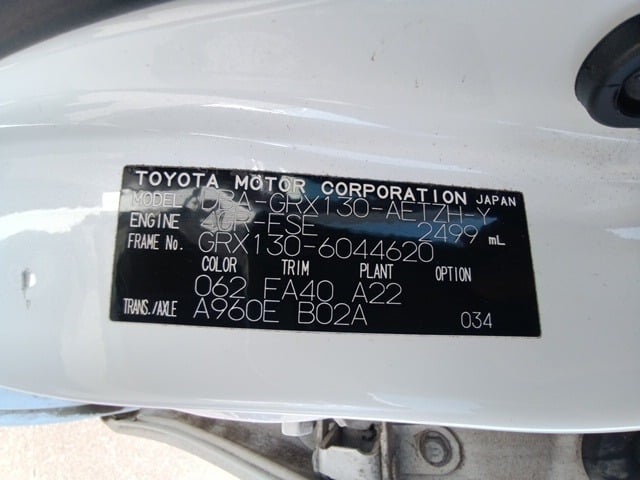 TOYOTA MOTOR CORPORATION JAPAN
MODEL DBA-GRX130-AETZH-Y
ENGINE 4GR-FSE 2499 mL
FRAME No. GRX130-6044620
COLOR TRIM PLANT OPTION
062 FA40 A22
TRANS./AXLE A960E B02A 034